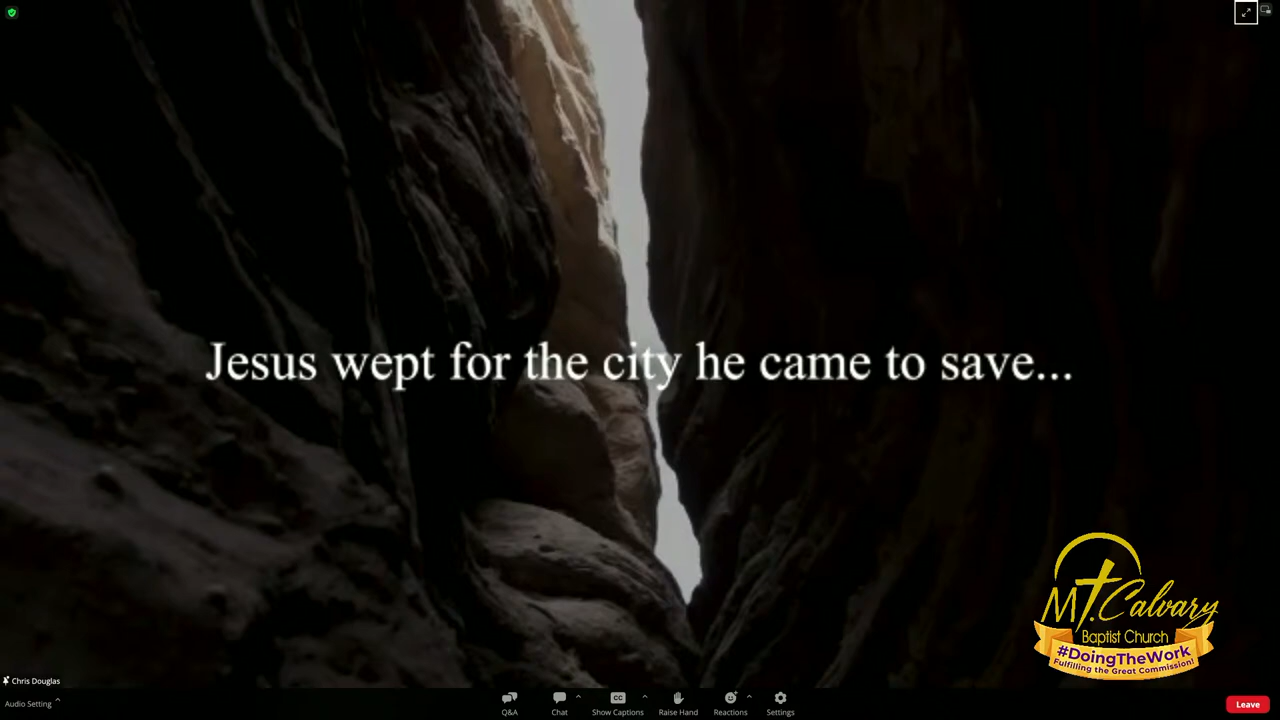 Jesus wept for the city he came to save...
Mt. Calvary
Baptist Church
#DoingTheWork
Fulfilling the Great Commission!
Chris Douglas
Audio Setting
Q&A
Chat
CC
Show Captions
Raise Hand
Reactions
Settings
Leave